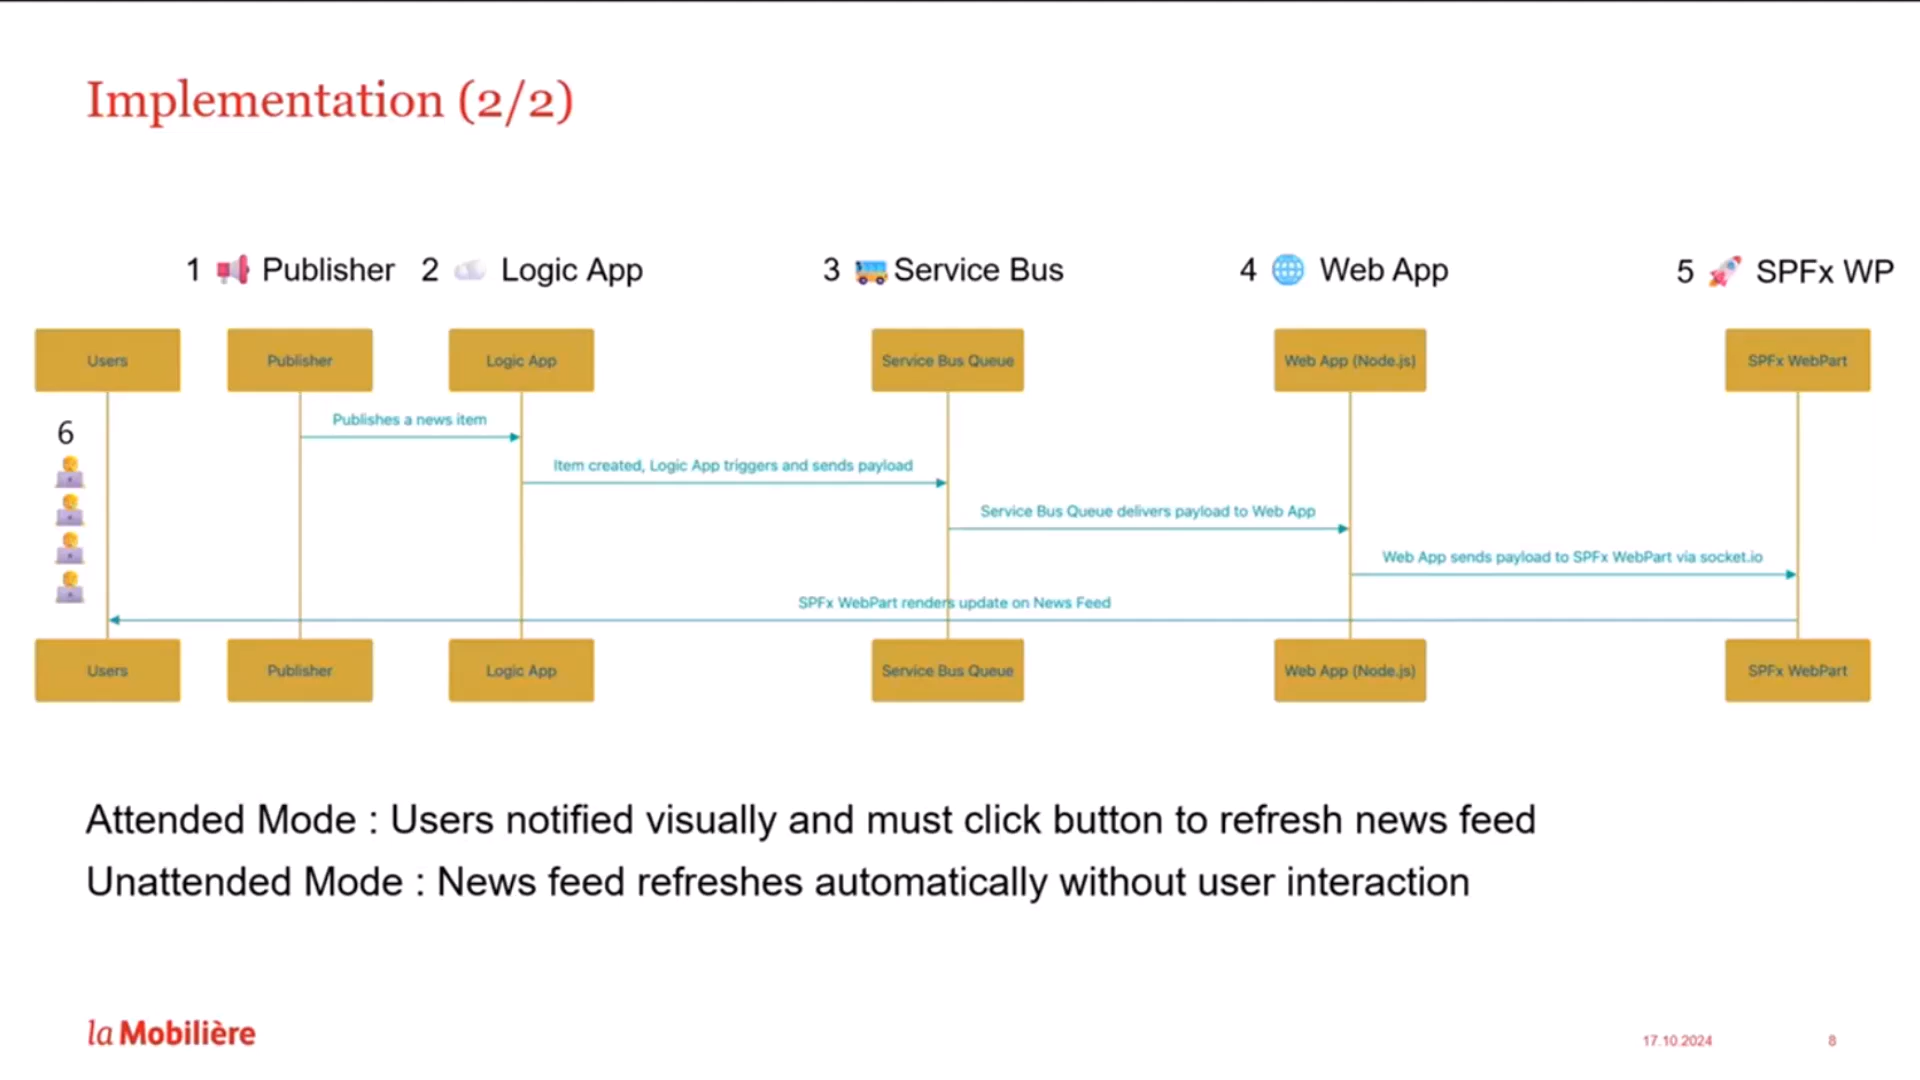 Implementation (2/2)
1 Publisher 2 Logic App 3 Service Bus 4 Web App 5 SPFx WP
Users Publisher Logic App Service Bus Queue Web App (Node.js) SPFx WebPart
Publishes a news item
6
Item created, Logic App triggers and sends payload
Service Bus Queue delivers payload to Web App
Web App sends payload to SPFx WebPart via socket.io
SPFx WebPart renders update on News Feed
Users Publisher Logic App Service Bus Queue Web App (Node.js) SPFx WebPart
Attended Mode : Users notified visually and must click button to refresh news feed
Unattended Mode : News feed refreshes automatically without user interaction
la Mobilière
17.10.2024 8